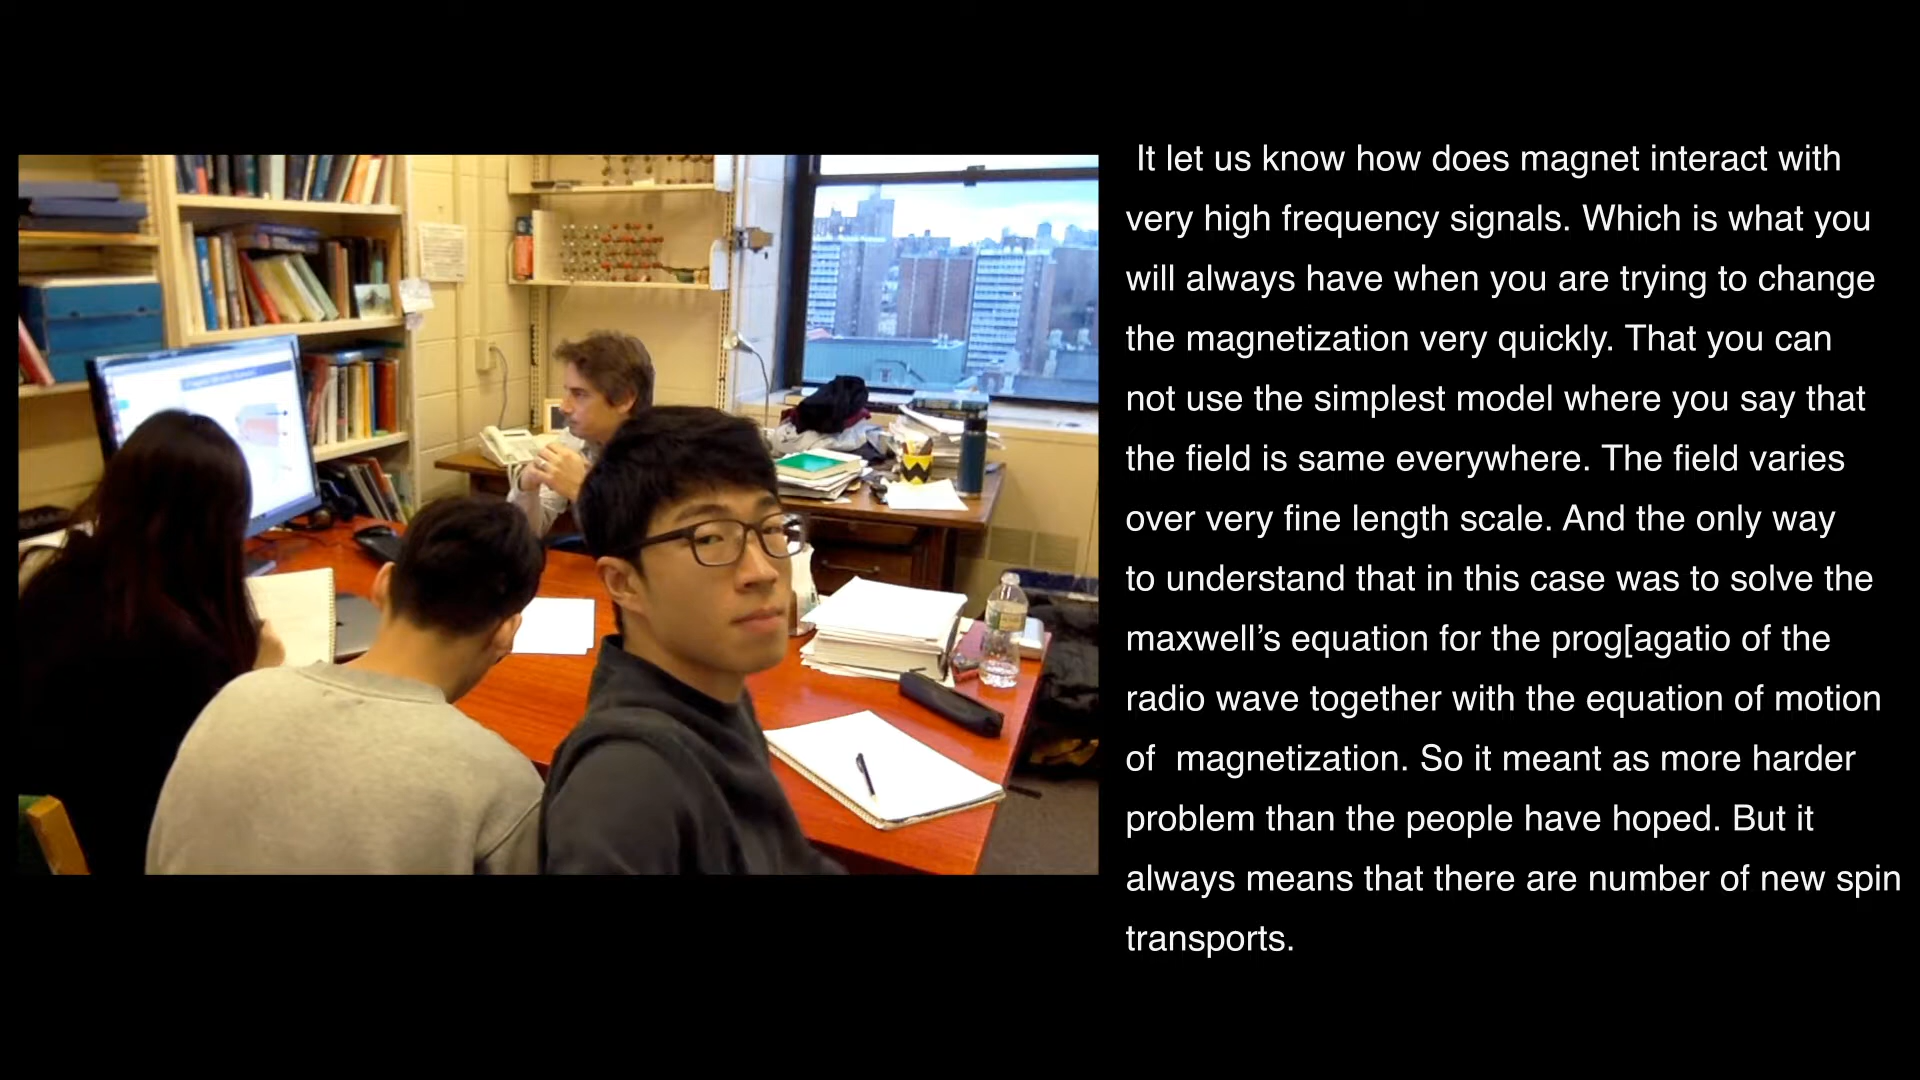 It let us know how does magnet interact with
very high frequency signals. Which is what you
will always have when you are trying to change
the magnetization very quickly. That you can
not use the simplest model where you say that
the field is same everywhere. The field varies
over very fine length scale. And the only way
to understand that in this case was to solve the
maxwell’s equation for the prog[agatio of the
radio wave together with the equation of motion
of  magnetization. So it meant as more harder
problem than the people have hoped. But it
always means that there are number of new spin
transports.